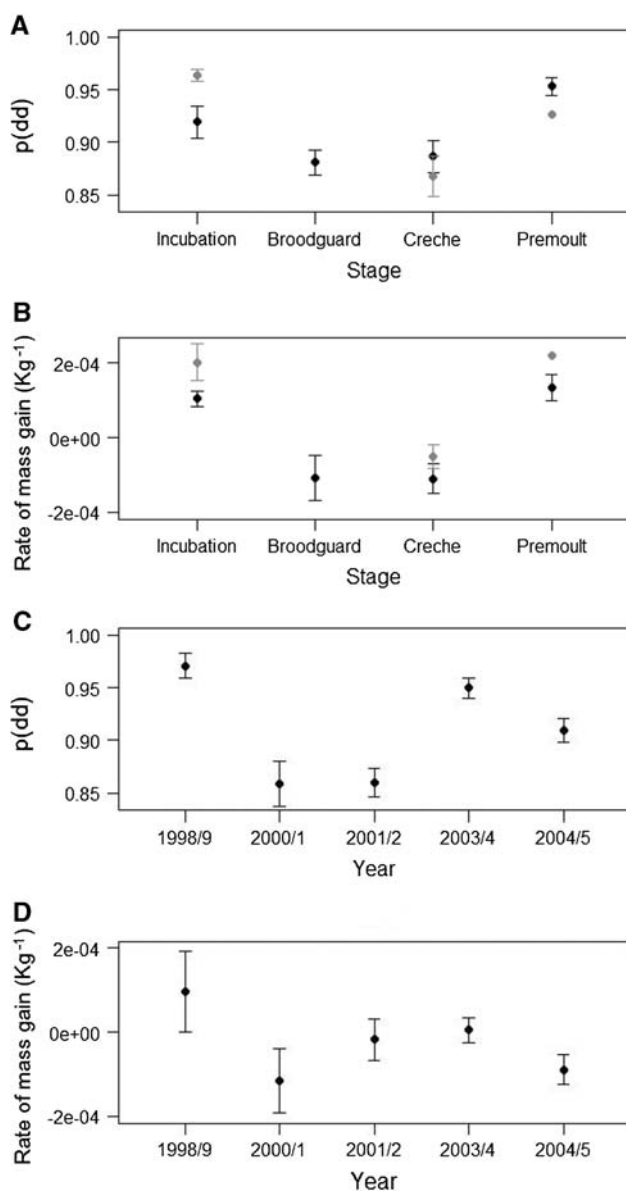 A
1.00
0.95
0.90
0.85
p(dd)
Incubation Broodguard Creche Premoult
Stage
B
2e-04
0e+00
-2e-04
Rate of mass gain (Kg⁻¹)
Incubation Broodguard Creche Premoult
Stage
C
1.00
0.95
0.90
0.85
p(dd)
1998/9 2000/1 2001/2 2003/4 2004/5
Year
D
2e-04
0e+00
-2e-04
Rate of mass gain (Kg⁻¹)
1998/9 2000/1 2001/2 2003/4 2004/5
Year